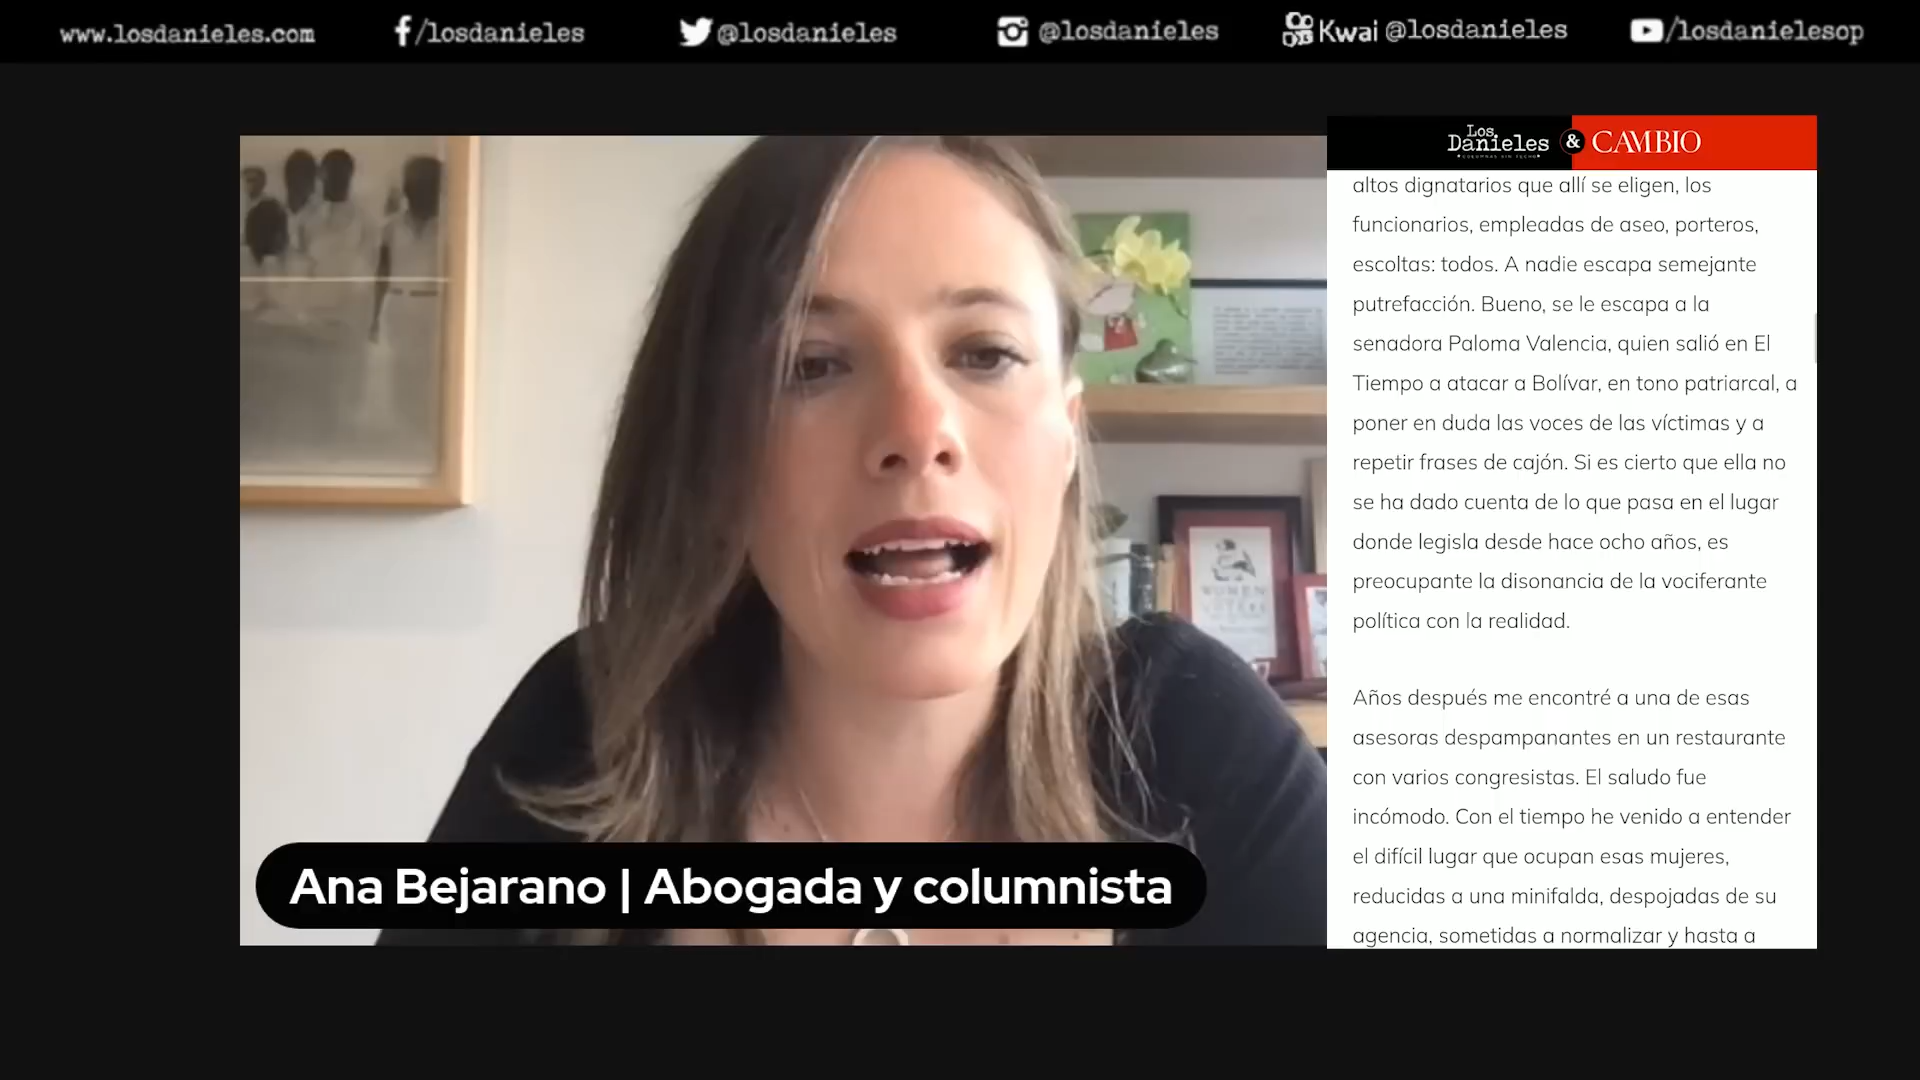 www.losdanieles.com
/losdanieles
@losdanieles
@losdanieles
Kwai @losdanieles
/losdanielesop
Los
Danieles & CAMBIO
altos dignatarios que allí se eligen, los
funcionarios, empleadas de aseo, porteros,
escoltas: todos. A nadie escapa semejante
putrefacción. Bueno, se le escapa a la
senadora Paloma Valencia, quien salió en El
Tiempo a atacar a Bolívar, en tono patriarcal, a
poner en duda las voces de las víctimas y a
repetir frases de cajón. Si es cierto que ella no
se ha dado cuenta de lo que pasa en el lugar
donde legisla desde hace ocho años, es
preocupante la disonancia de la vociferante
política con la realidad.
Años después me encontré a una de esas
asesoras despampanantes en un restaurante
con varios congresistas. El saludo fue
incómodo. Con el tiempo he venido a entender
el difícil lugar que ocupan esas mujeres,
reducidas a una minifalda, despojadas de su
agencia, sometidas a normalizar y hasta a
Ana Bejarano | Abogada y columnista